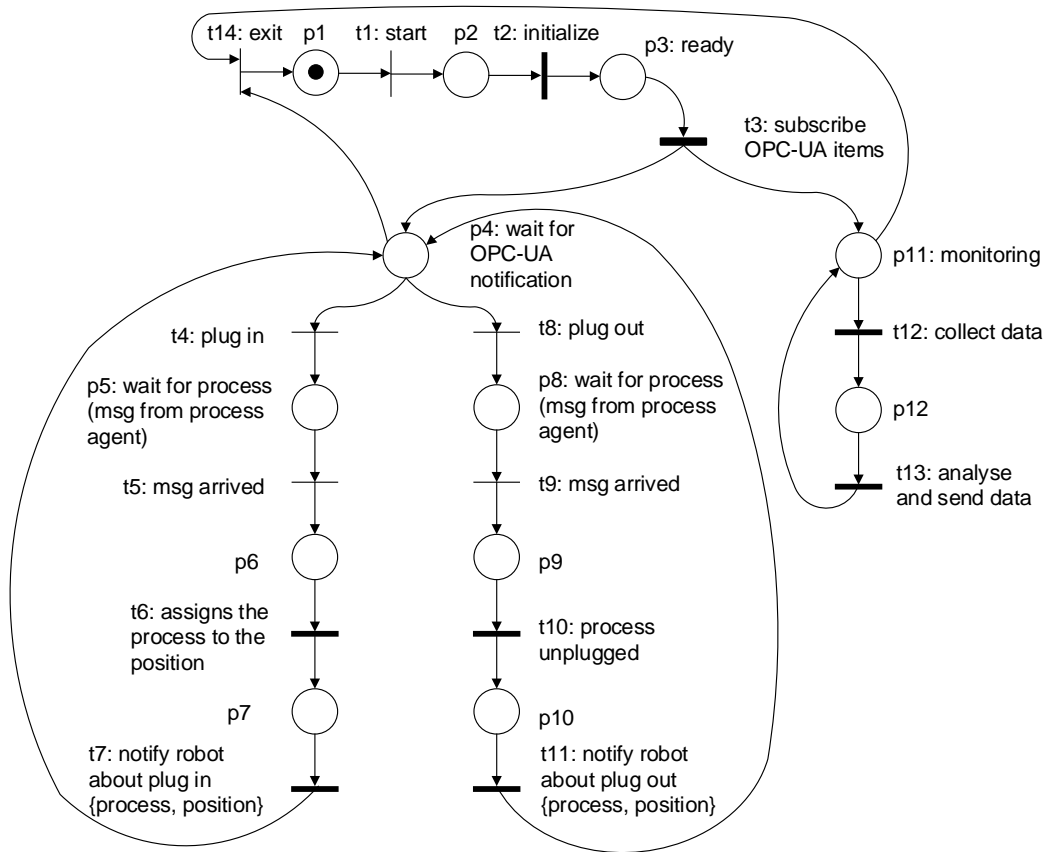 t14: exit
p1
t1: start
p2
t2: initialize
p3: ready
t3: subscribe
OPC-UA items
p4: wait for
OPC-UA
notification
p11: monitoring
t4: plug in
t8: plug out
t12: collect data
p5: wait for process
(msg from process
agent)
p8: wait for process
(msg from process
agent)
p12
t5: msg arrived
t9: msg arrived
t13: analyse
and send data
p6
p9
t6: assigns the
process to the
position
t10: process
unplugged
p7
p10
t7: notify robot
about plug in
{process, position}
t11: notify robot
about plug out
{process, position}